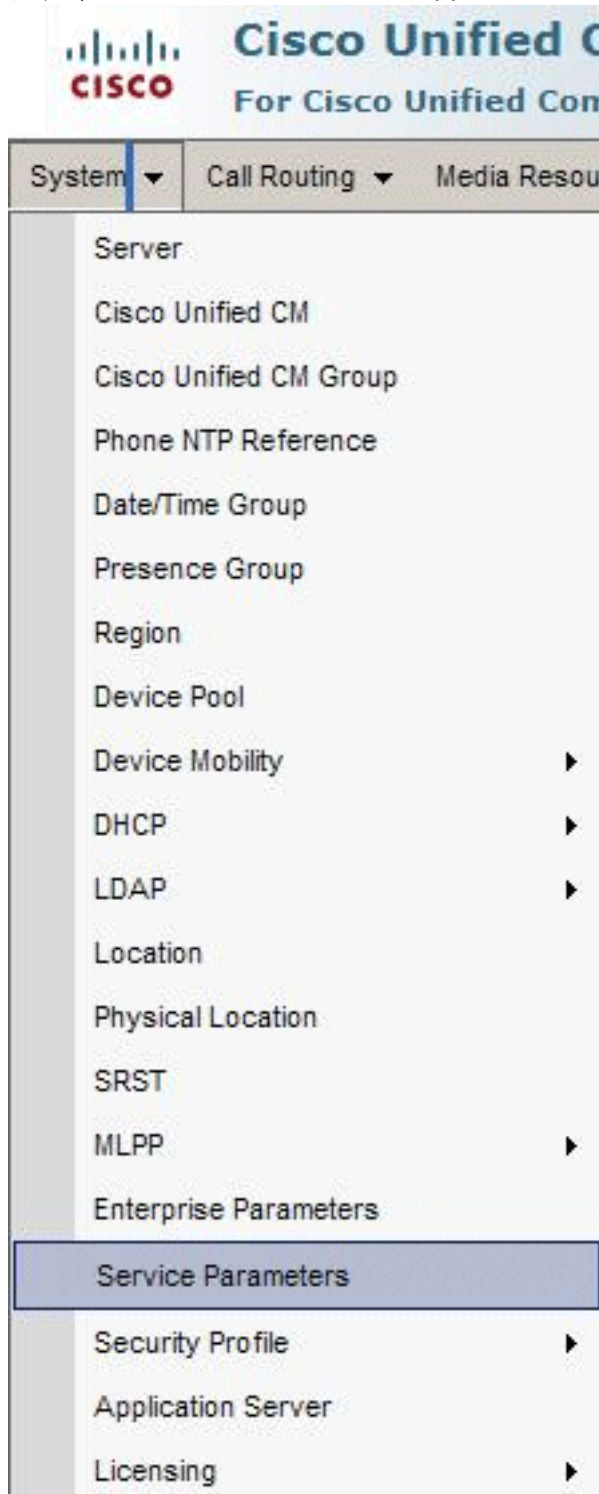 Cisco Unified
CISCO
For Cisco Unified
System Call Routing Media
Server
Cisco Unified CM
Cisco Unified CM Group
Phone NTP Reference
Date/Time Group
Presence Group
Region
Device Pool
Device Mobility
DHCP
LDAP
Location
Physical Location
SRST
MLPP
Enterprise Parameters
Service Parameters
Security Profile
Application Server
Licensing